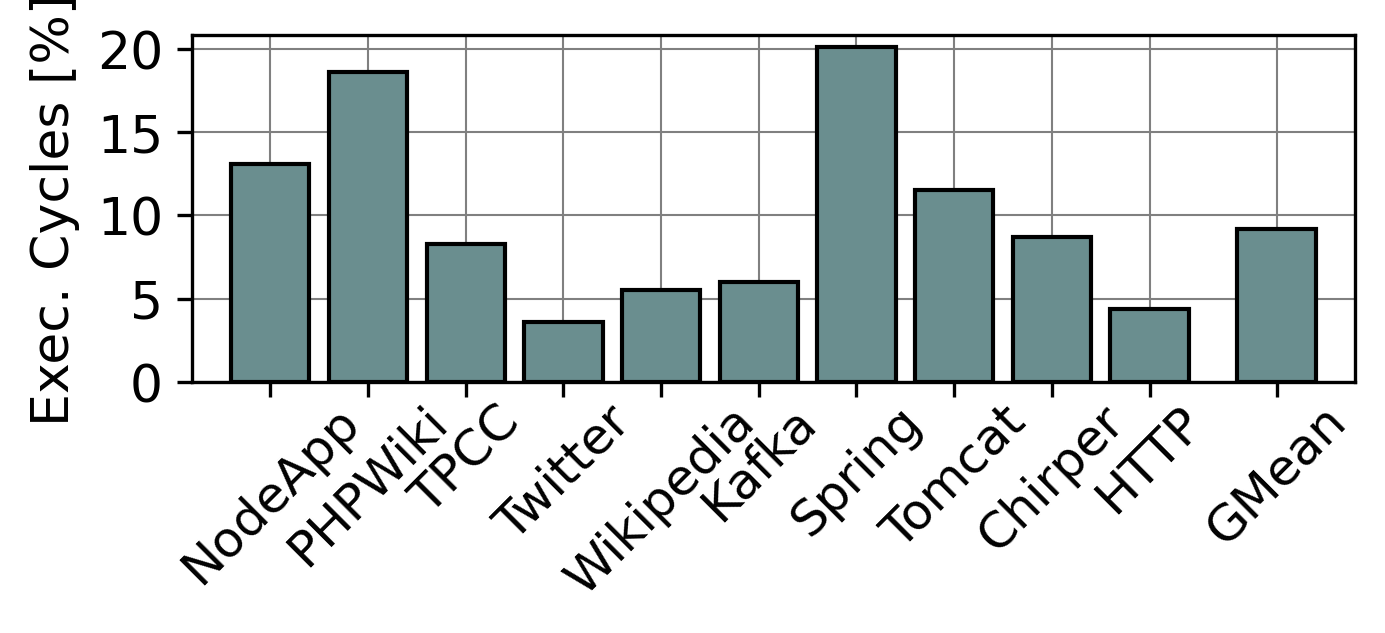 Exec. Cycles [%]
20
15
10
5
0
NodeApp
PHPWiki
TPCC
Twitter
Wikipedia
Kafka
Spring
Tomcat
Chirper
HTTP
GMean